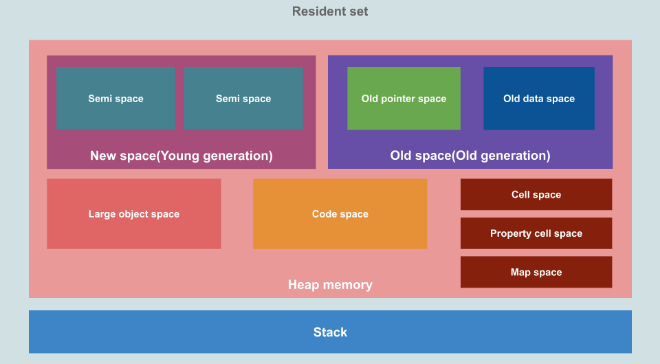 Resident set
Semi space
Semi space
Old pointer space
Old data space
New space(Young generation)
Old space(Old generation)
Large object space
Code space
Cell space
Property cell space
Map space
Heap memory
Stack